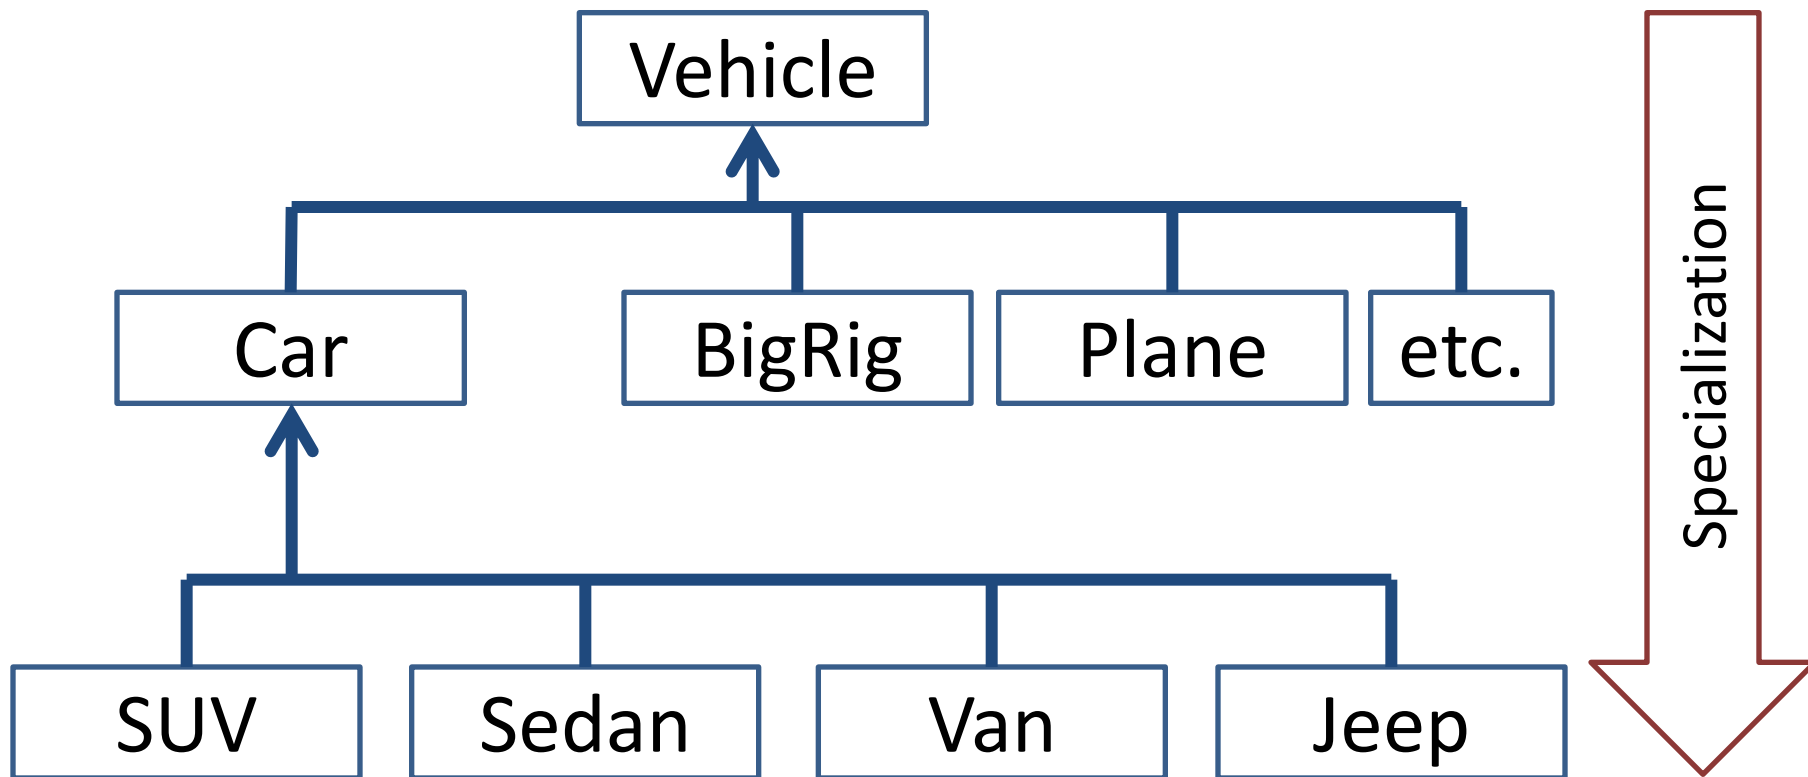 Vehicle
Car
BigRig
Plane
etc.
SUV
Sedan
Van
Jeep
Specialization